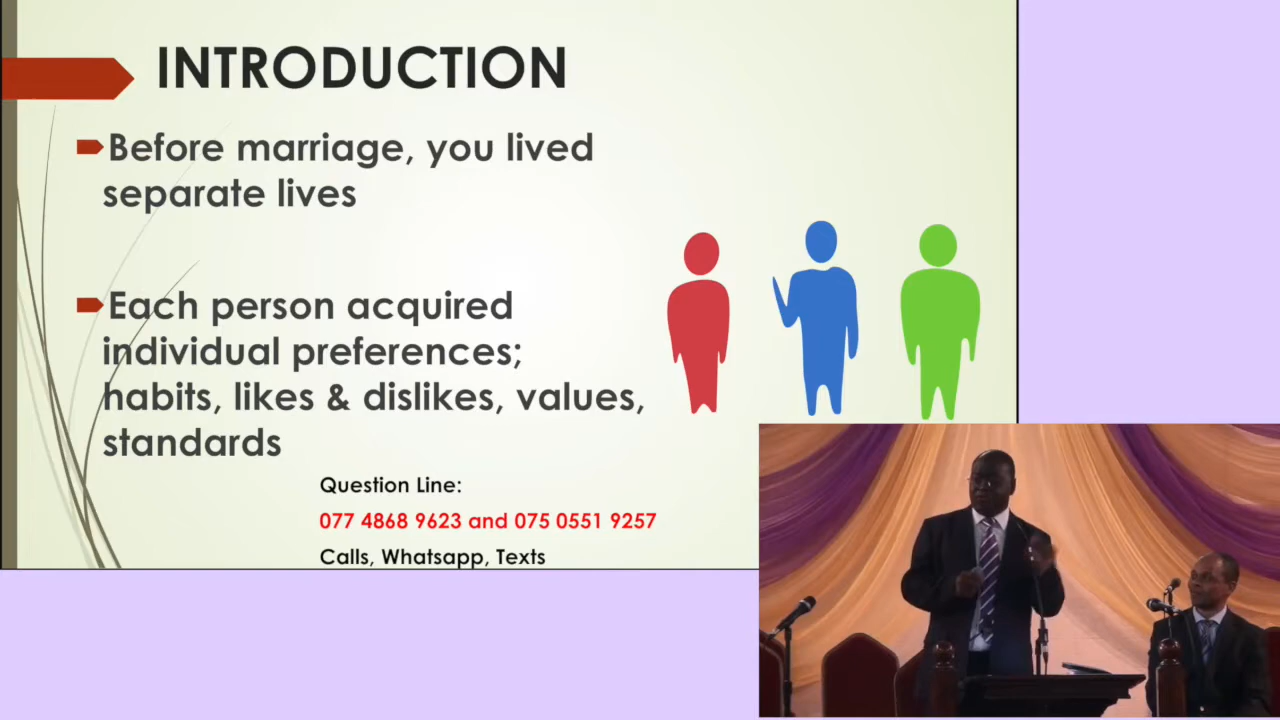 INTRODUCTION
Before marriage, you lived
separate lives
Each person acquired
individual preferences;
habits, likes & dislikes, values,
standards
Question Line:
077 4868 9623 and 075 0551 9257
Calls, Whatsapp, Texts